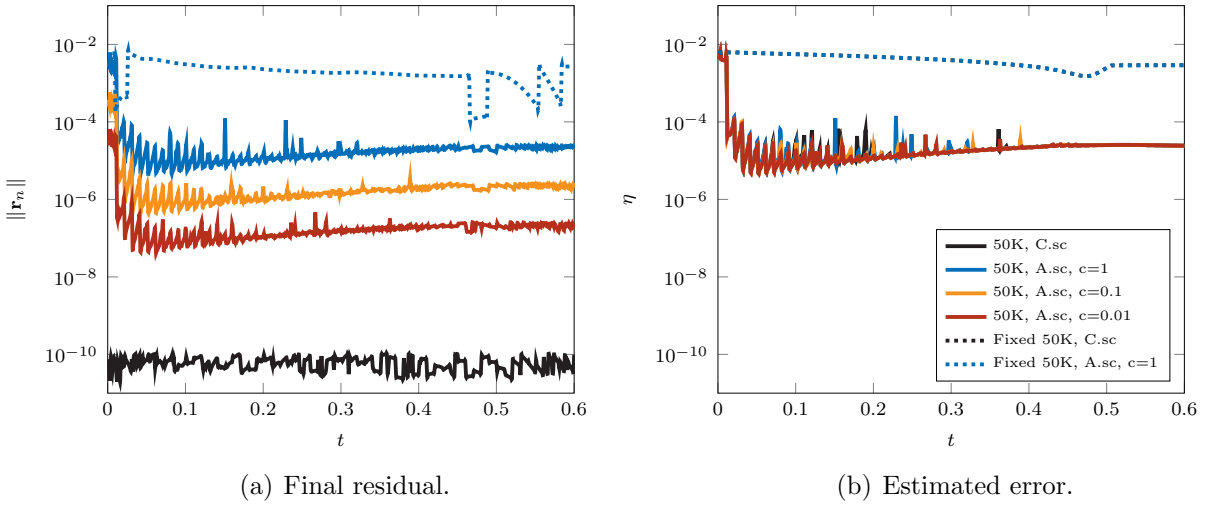 10^{-2}
10^{-4}
10^{-6}
10^{-8}
10^{-10}
‖r_n‖
0 0.1 0.2 0.3 0.4 0.5 0.6
t
(a) Final residual.
10^{-2}
10^{-4}
10^{-6}
10^{-8}
10^{-10}
η
50K, C.sc
50K, A.sc, c=1
50K, A.sc, c=0.1
50K, A.sc, c=0.01
Fixed 50K, C.sc
Fixed 50K, A.sc, c=1
0 0.1 0.2 0.3 0.4 0.5 0.6
t
(b) Estimated error.